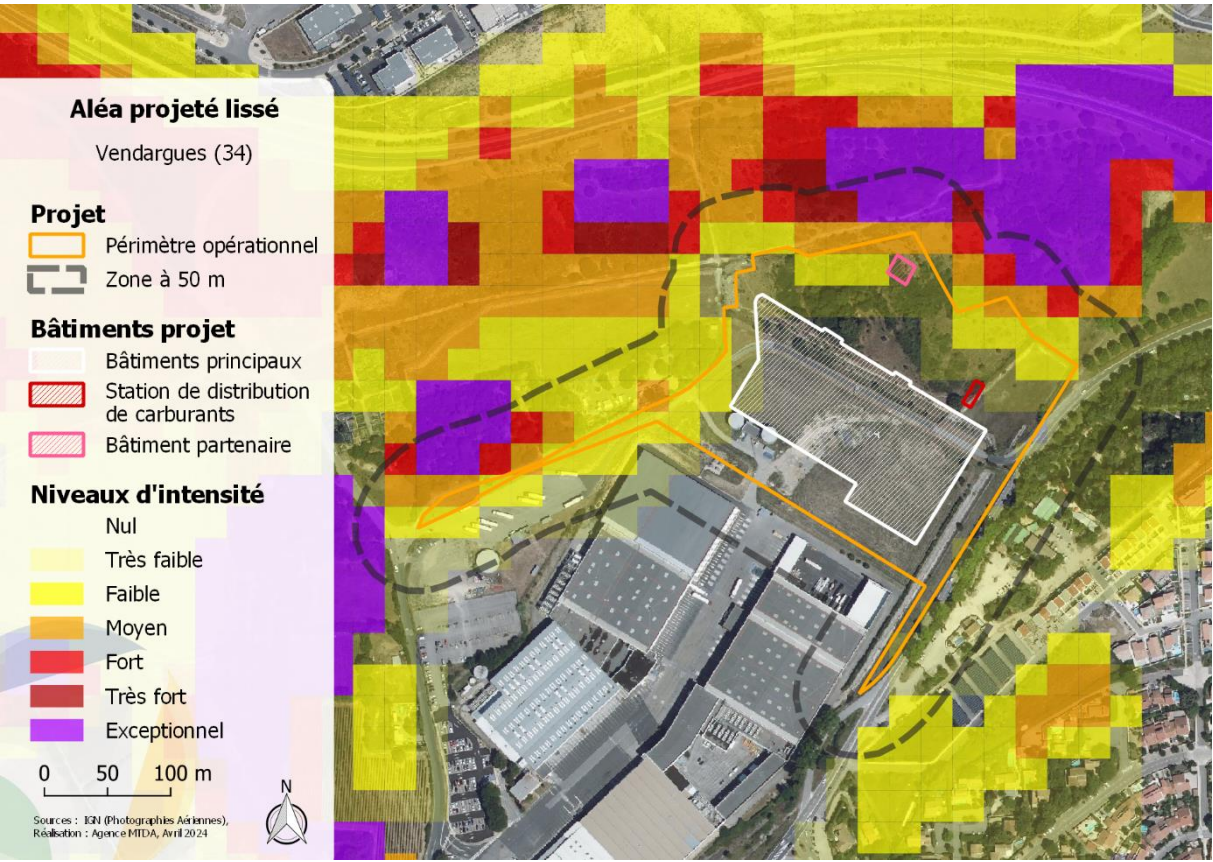 Aléa projeté lissé
Vendargues (34)
Projet
Périmètre opérationnel
Zone à 50 m
Bâtiments projet
Bâtiments principaux
Station de distribution
de carburants
Bâtiment partenaire
Niveaux d'intensité
Nul
Très faible
Faible
Moyen
Fort
Très fort
Exceptionnel
0 50 100 m
N
Sources : IGN (Photographies Aériennes),
Réalisation : Agence MTDA, Avril 2024